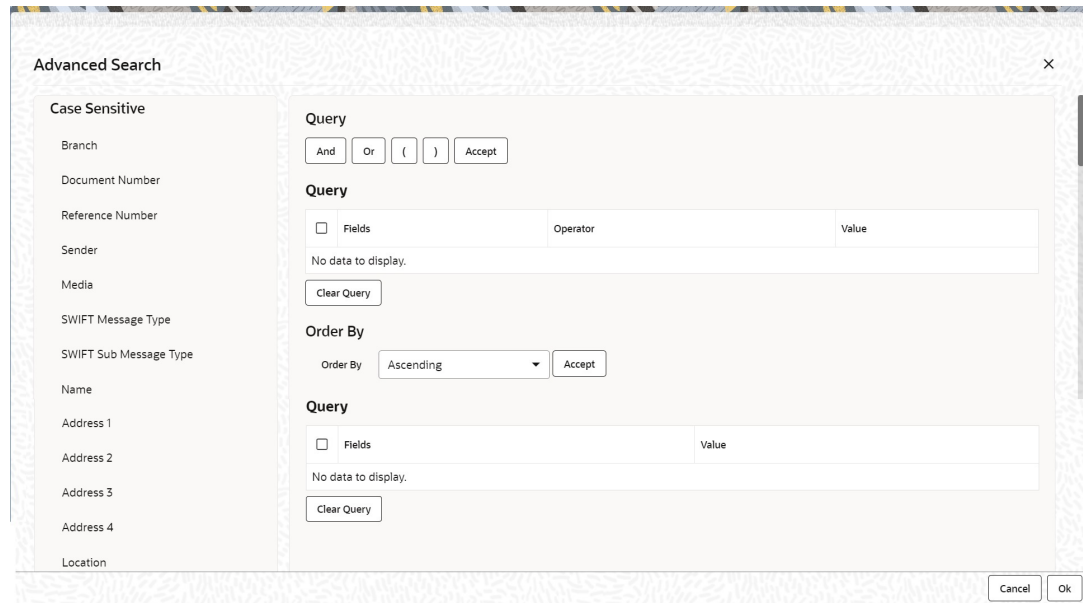 Advanced Search
Case Sensitive
Branch
Document Number
Reference Number
Sender
Media
SWIFT Message Type
SWIFT Sub Message Type
Name
Address 1
Address 2
Address 3
Address 4
Location
Query
And Or ( ) Accept
Query
Fields Operator Value
No data to display.
Clear Query
Order By
Order By Ascending Accept
Query
Fields Value
No data to display.
Clear Query
Cancel Ok